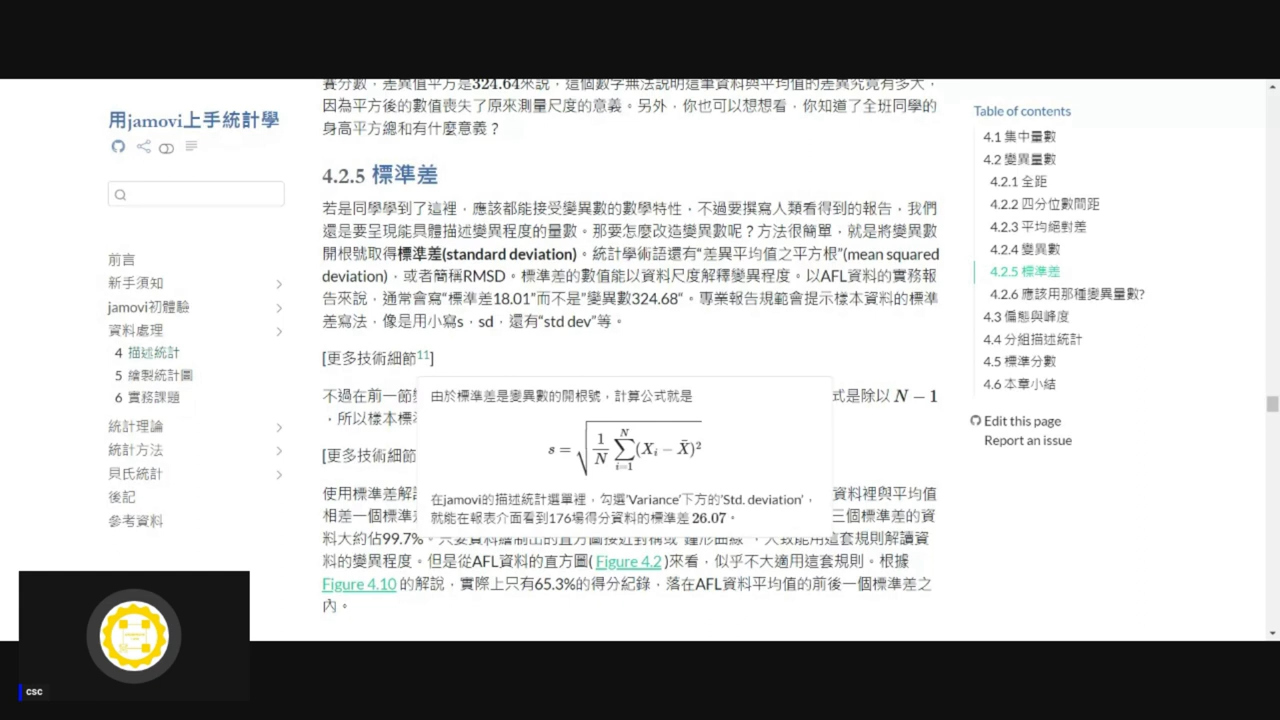 賽分數，差異值平方是324.64來說，這個數字無法說明這筆資料與平均值的差異究竟有多大，
因為平方後的數值喪失了原來測量尺度的意義。另外，你也可以想想看，你知道了全班同學的
身高平方總和有什麼意義？
用jamovi上手統計學
前言
新手須知
jamovi初體驗
資料處理
4 描述統計
5 繪製統計圖
6 實務課題
統計理論
統計方法
貝氏統計
後記
參考資料
4.2.5 標準差
若是同學學到了這裡，應該都能接受變異數的數學特性，不過要撰寫人類看得到的報告，我們
還是要呈現能具體描述變異程度的量數。那要怎麼改造變異數呢？方法很簡單，就是將變異數
開根號取得標準差(standard deviation)。統計學術語還有“差異平均值之平方根”(mean squared
deviation)，或者簡稱RMSD。標準差的數值能以資料尺度解釋變異程度。以AFL資料的實務報
告來說，通常會寫“標準差18.01”而不是”變異數324.68“。專業報告規範會提示樣本資料的標準
差寫法，像是用小寫s，sd，還有“std dev”等。
[更多技術細節11]
不過在前一節
式是除以 N − 1
，所以樣本標
[更多技術細節
由於標準差是變異數的開根號，計算公式就是
s = √(1/N ∑_{i=1}^{N} (X_i − X̄)²)
在jamovi的描述統計選單裡，勾選’Variance’下方的’Std. deviation’，
就能在報表介面看到176場得分資料的標準差 26.07。
使用標準差解
資料裡與平均值
相差一個標準
三個標準差的資
料大約佔99.7%。只要資料繪製出的直方圖接近對稱或“鐘形曲線”，大致能用這套規則解讀資
料的變異程度。但是從AFL資料的直方圖( Figure 4.2 )來看，似乎不大適用這套規則。根據
Figure 4.10 的解說，實際上只有65.3%的得分紀錄，落在AFL資料平均值的前後一個標準差之
內。
Table of contents
4.1 集中量數
4.2 變異量數
4.2.1 全距
4.2.2 四分位數間距
4.2.3 平均絕對差
4.2.4 變異數
4.2.5 標準差
4.2.6 應該用那種變異量數?
4.3 偏態與峰度
4.4 分組描述統計
4.5 標準分數
4.6 本章小結
Edit this page
Report an issue
csc